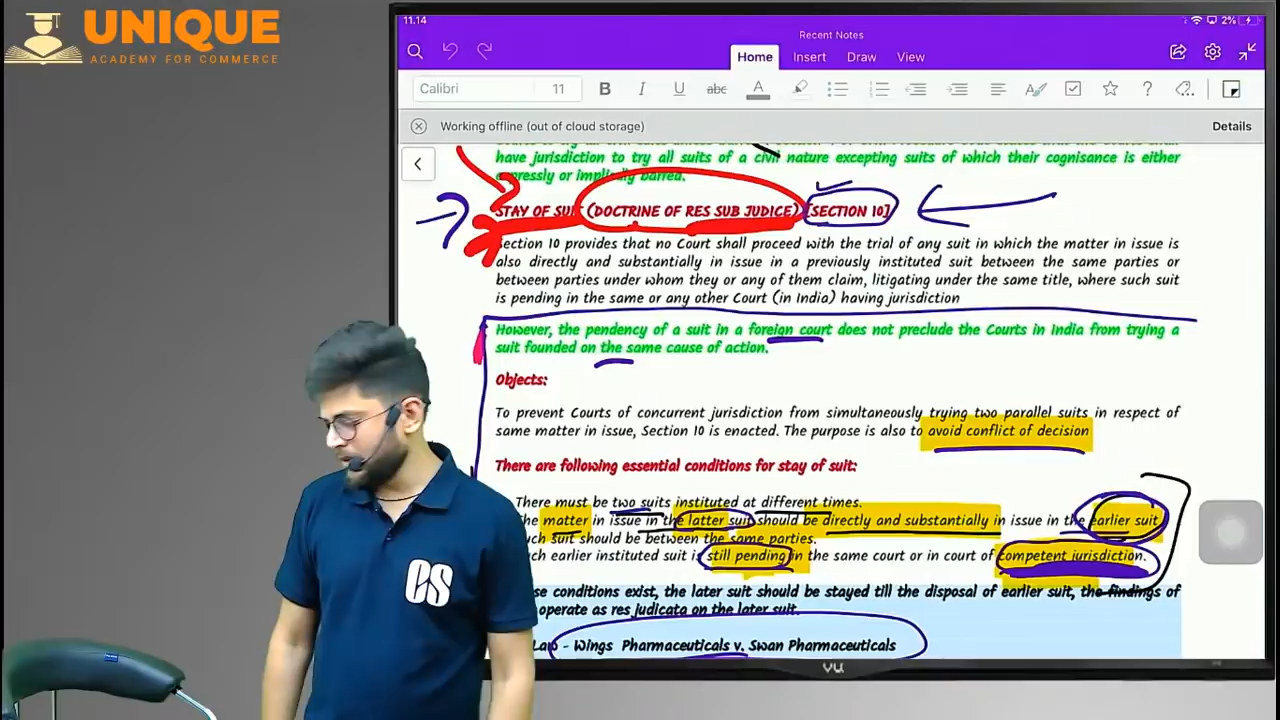 UNIQUE
ACADEMY FOR COMMERCE
11.14
2%
Recent Notes
Home Insert Draw View
Calibri 11 B I U abc A
Working offline (out of cloud storage) Details
have jurisdiction to try all suits of a civil nature excepting suits of which their cognisance is either
expressly or implicitly barred.
STAY OF SUIT (DOCTRINE OF RES SUB JUDICE) [SECTION 10]
Section 10 provides that no Court shall proceed with the trial of any suit in which the matter in issue is
also directly and substantially in issue in a previously instituted suit between the same parties or
between parties under whom they or any of them claim, litigating under the same title, where such suit
is pending in the same or any other Court (in India) having jurisdiction
However, the pendency of a suit in a foreign court does not preclude the Courts in India from trying a
suit founded on the same cause of action.
Objects:
To prevent Courts of concurrent jurisdiction from simultaneously trying two parallel suits in respect of
same matter in issue, Section 10 is enacted. The purpose is also to avoid conflict of decision
There are following essential conditions for stay of suit:
There must be two suits instituted at different times.
The matter in issue in the latter suit should be directly and substantially in issue in the earlier suit
such suit should be between the same parties.
such earlier instituted suit is still pending in the same court or in court of competent jurisdiction.
conditions exist, the later suit should be stayed till the disposal of earlier suit, the findings of
operate as res judicata on the later suit.
Law - Wings Pharmaceuticals v. Swan Pharmaceuticals
CS
vu